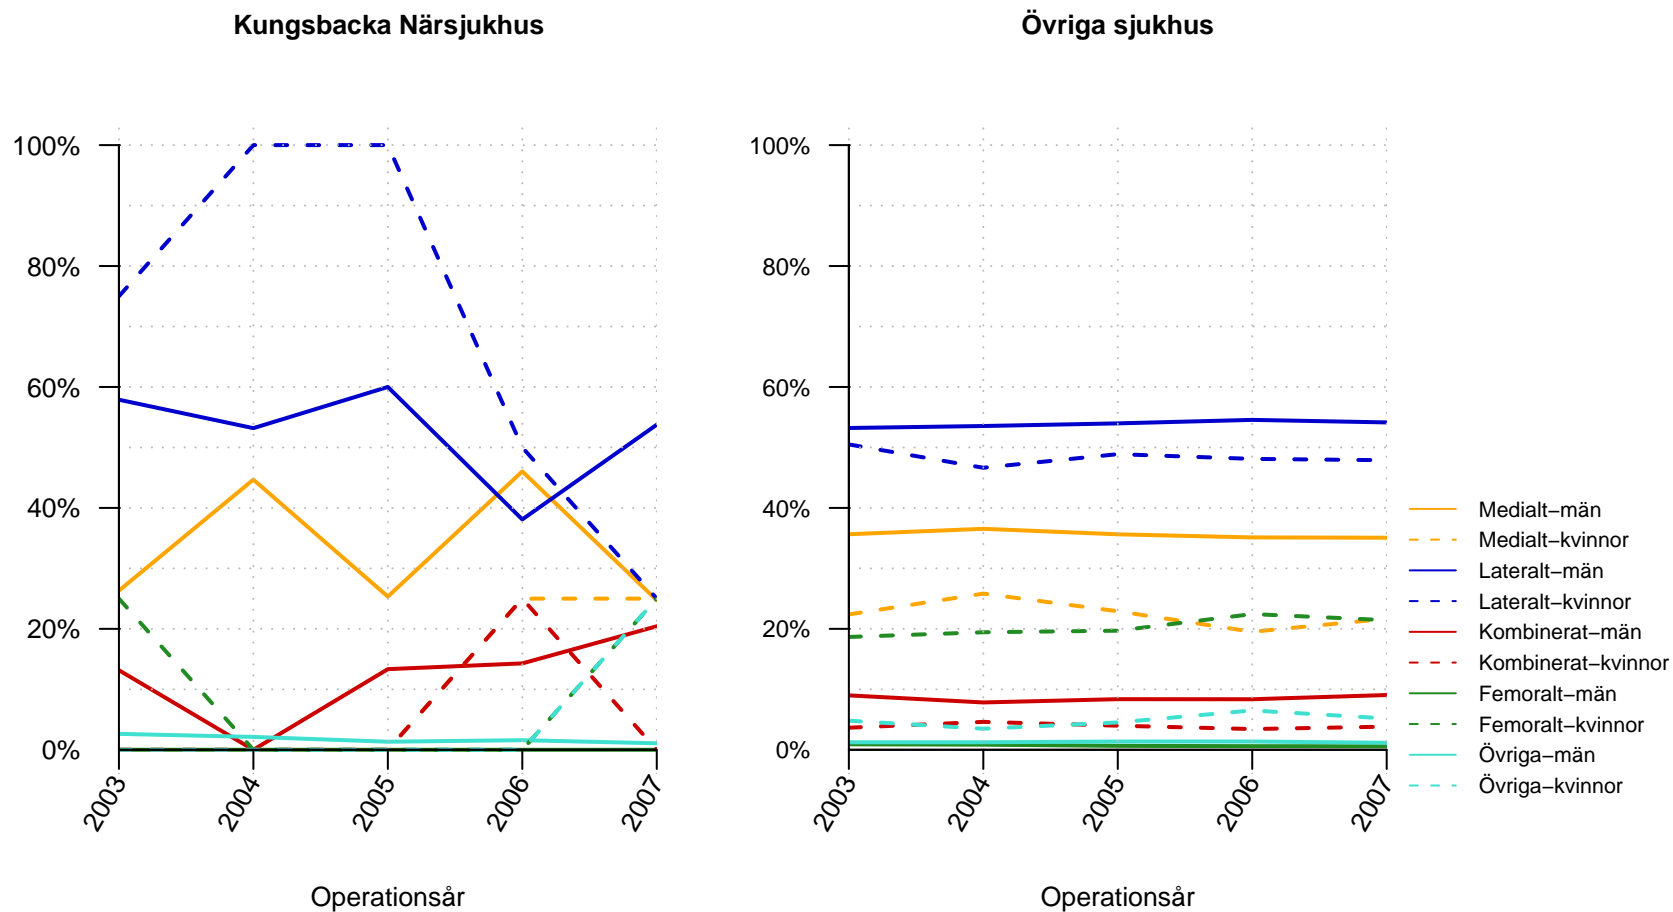 Kungsbacka Närsjukhus
100%
80%
60%
40%
20%
0%
2003
2004
2005
2006
2007
Operationsår
Övriga sjukhus
100%
80%
60%
40%
20%
0%
2003
2004
2005
2006
2007
Operationsår
Medialt−män
Medialt−kvinnor
Lateralt−män
Lateralt−kvinnor
Kombinerat−män
Kombinerat−kvinnor
Femoralt−män
Femoralt−kvinnor
Övriga−män
Övriga−kvinnor